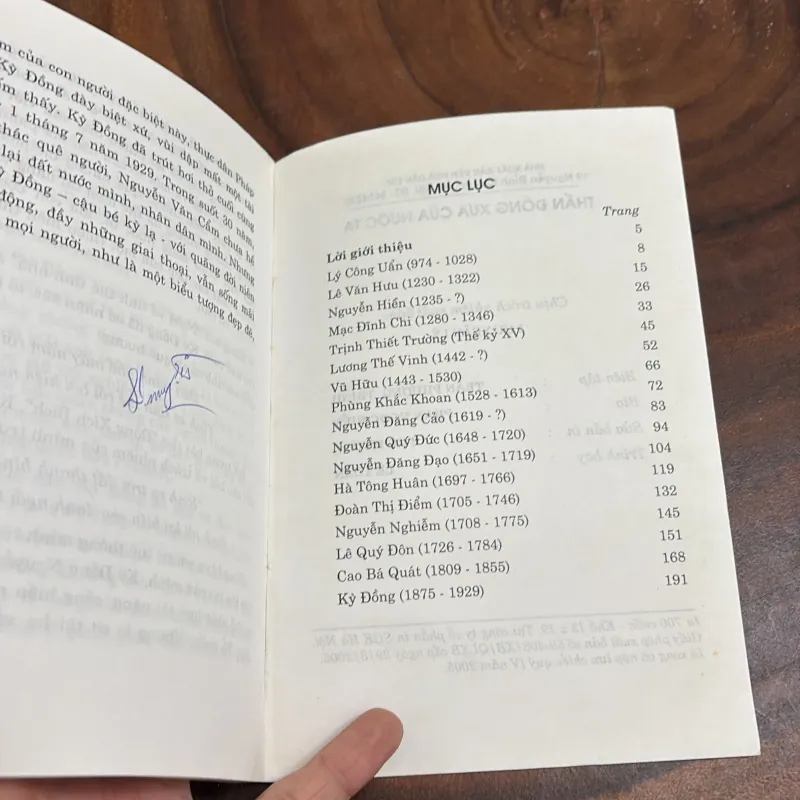 m của con người đặc biệt này, thực dân Pháp
Kỳ Đồng đày biệt xứ, vùi dập mất một tài
ếm thấy. Kỳ Đồng đã trút hơi thở cuối cùng
1 tháng 7 năm 1929. Trong suốt 30 năm,
thác quê người, Nguyễn Văn Cẩm chưa hề
lại đất nước mình, nhân dân mình. Nhưng
ỳ Đồng – cậu bé kỳ lạ - với quãng đời niên
động, đầy những giai thoại, vẫn sống mãi
mọi người, như là một biểu tượng đẹp đẽ,
MỤC LỤC
Trang
Lời giới thiệu 5
Lý Công Uẩn (974 - 1028) 8
Lê Văn Hưu (1230 - 1322) 15
Nguyễn Hiền (1235 - ?) 26
Mạc Đĩnh Chi (1280 - 1346) 33
Trịnh Thiết Trường (Thế kỷ XV) 45
Lương Thế Vinh (1442 - ?) 52
Vũ Hữu (1443 - 1530) 66
Phùng Khắc Khoan (1528 - 1613) 72
Nguyễn Đăng Cảo (1619 - ?) 83
Nguyễn Quý Đức (1648 - 1720) 94
Nguyễn Đăng Đạo (1651 - 1719) 104
Hà Tông Huân (1697 - 1766) 119
Đoàn Thị Điểm (1705 - 1746) 132
Nguyễn Nghiễm (1708 - 1775) 145
Lê Quý Đôn (1726 - 1784) 151
Cao Bá Quát (1809 - 1855) 168
Kỳ Đồng (1875 - 1929) 191